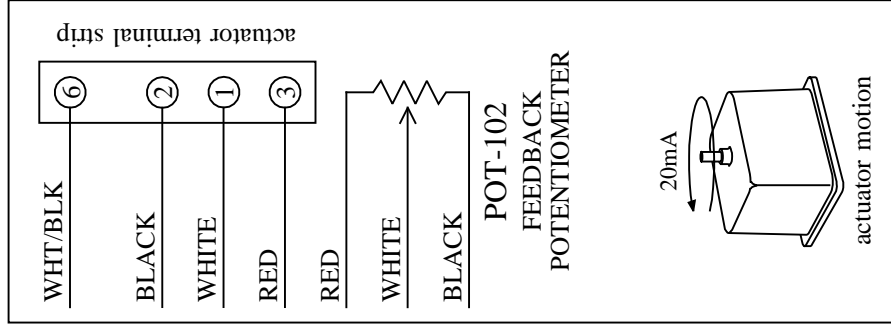 actuator terminal strip
6
2
1
3
WHT/BLK
BLACK
WHITE
RED
RED
WHITE
BLACK
POT-102
FEEDBACK
POTENTIOMETER
20mA
actuator motion